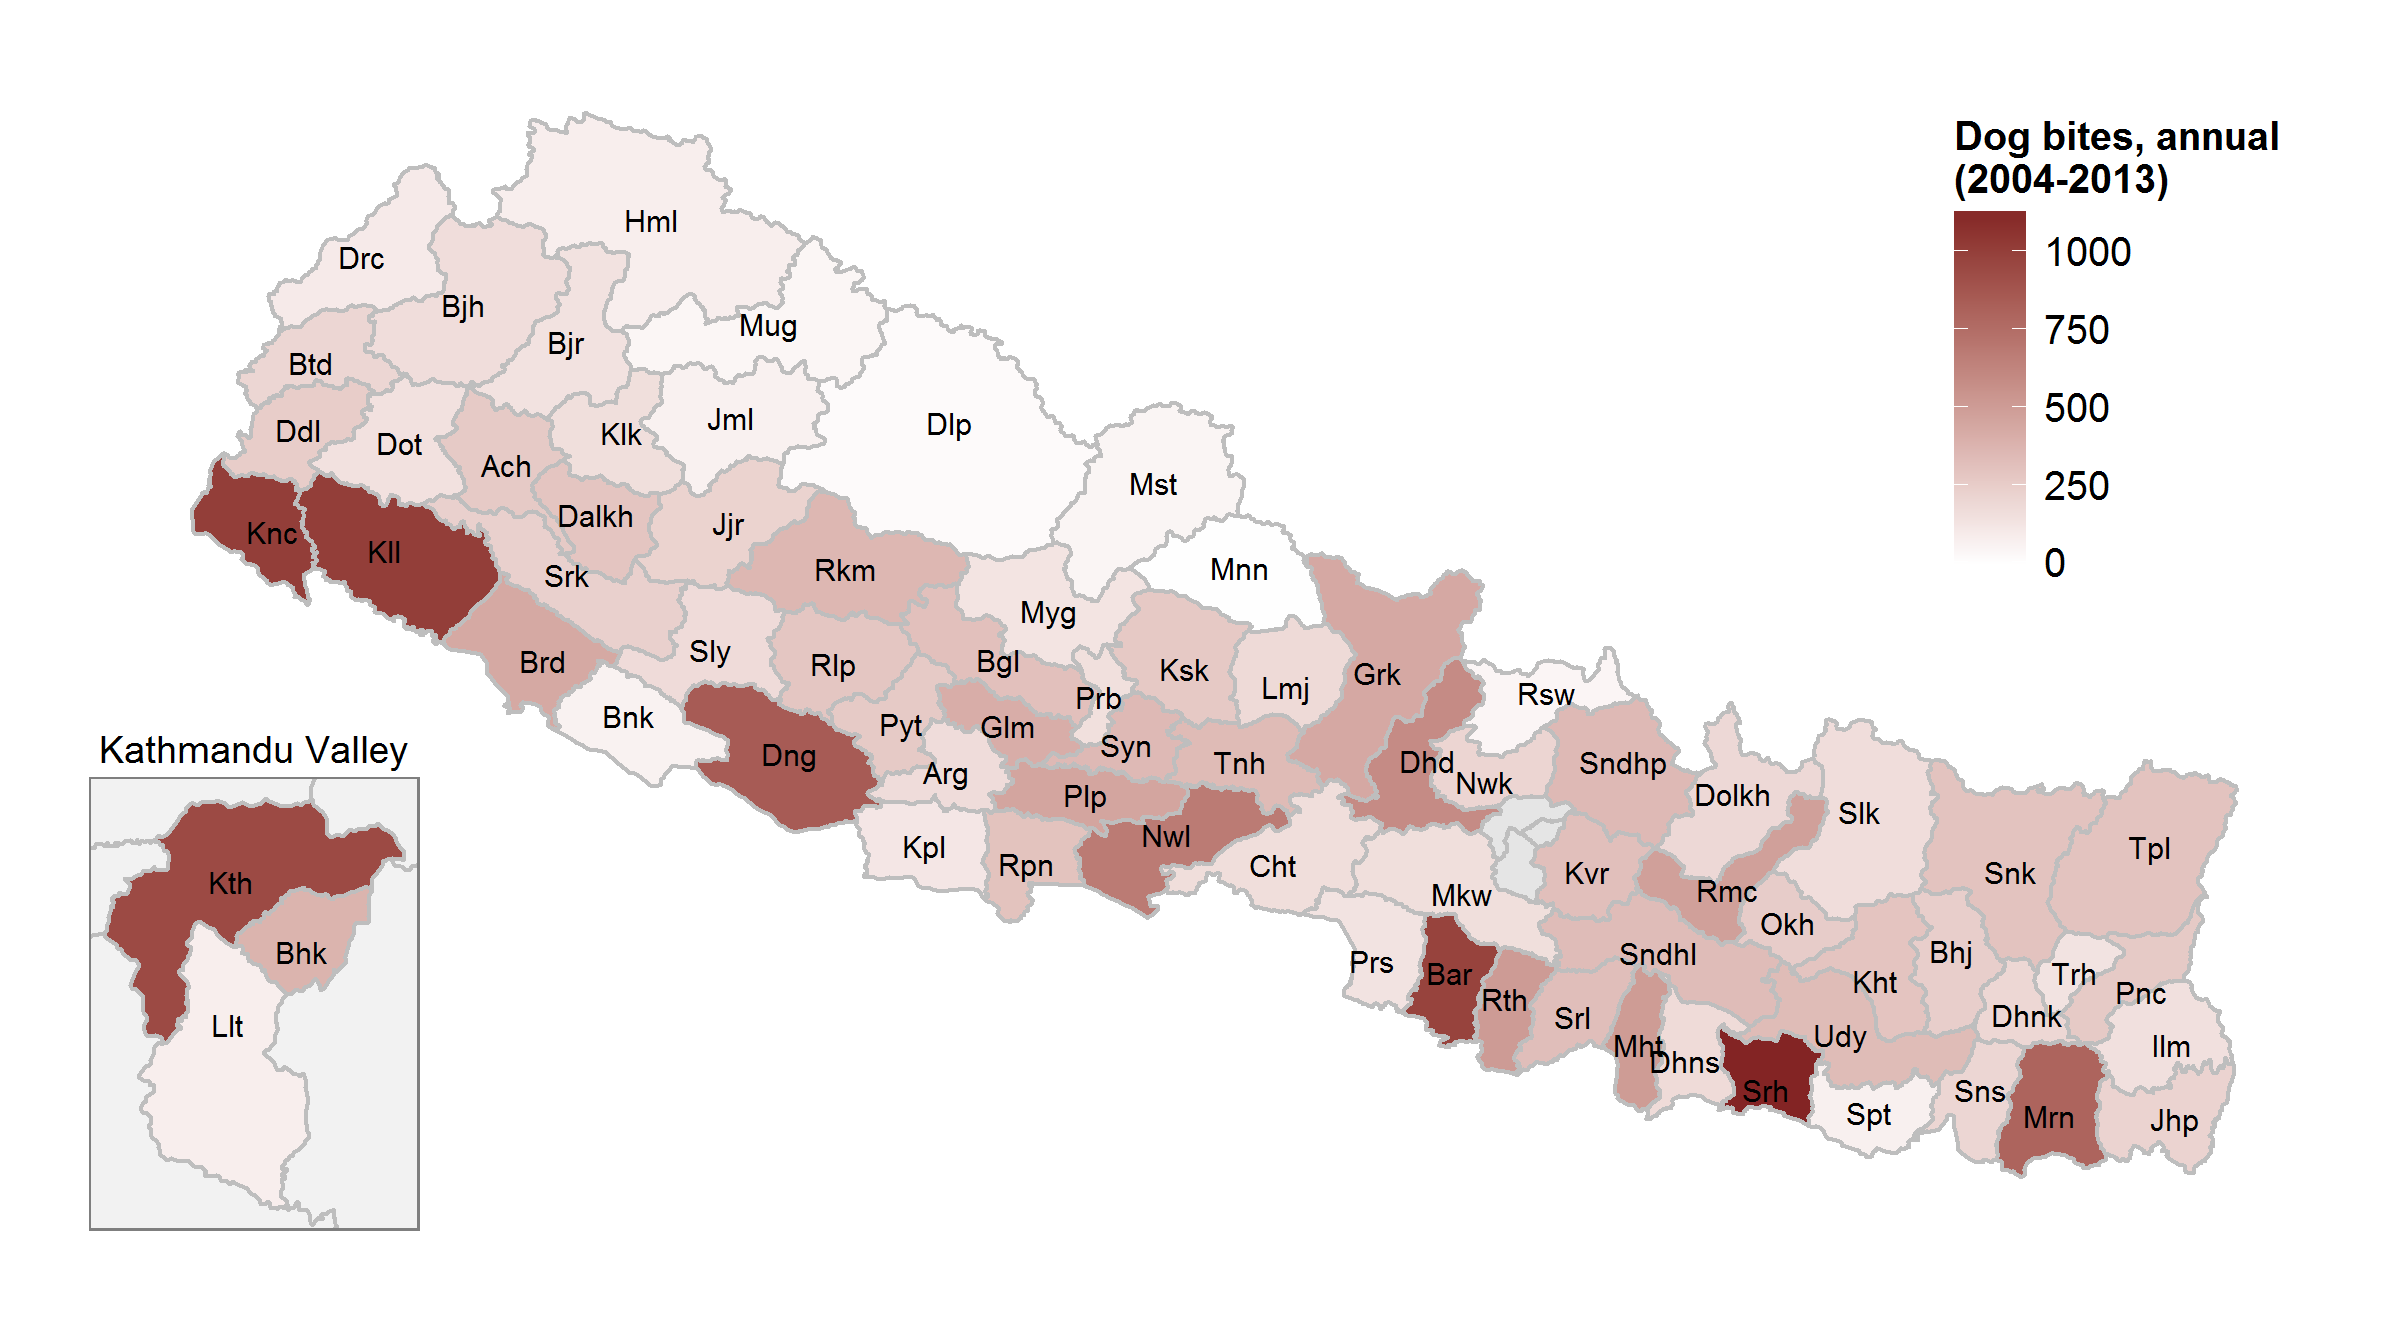 Dog bites, annual
(2004-2013)
1000
750
500
250
0
Hml
Drc
Bjh
Mug
Bjr
Btd
Jml
Dlp
Ddl
Dot
Klk
Ach
Mst
Dalkh
Jjr
Knc
Kll
Srk
Rkm
Mnn
Myg
Sly
Brd
Rlp
Bgl
Ksk
Grk
Lmj
Rsw
Prb
Bnk
Pyt
Glm
Syn
Dng
Arg
Tnh
Dhd
Sndhp
Nwk
Plp
Dolkh
Slk
Nwl
Kpl
Tpl
Rpn
Cht
Kvr
Snk
Mkw
Rmc
Okh
Sndhl
Bhj
Prs
Bar
Trh
Kht
Pnc
Rth
Srl
Dhnk
Udy
Mht
Ilm
Dhns
Srh
Sns
Spt
Mrn
Jhp
Kathmandu Valley
Kth
Bhk
Llt